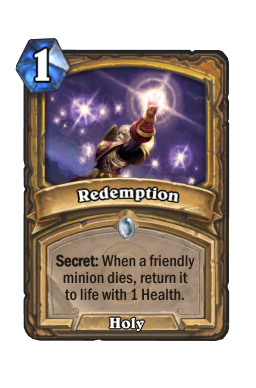 1
Redemption
Secret: When a friendly
minion dies, return it
to life with 1 Health.
Holy